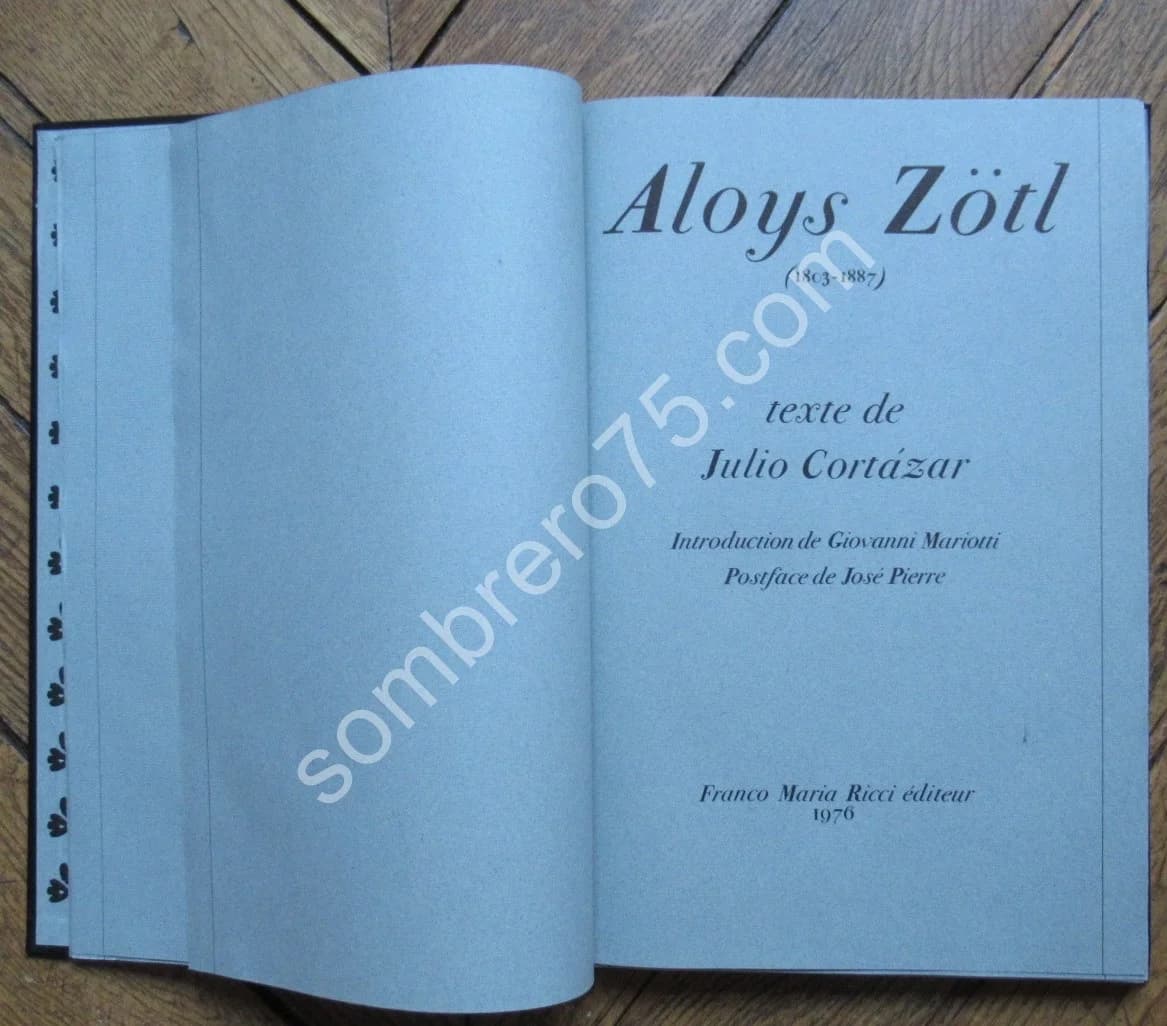 Aloys Zötl
(1803-1887)
texte de
Julio Cortázar
Introduction de Giovanni Mariotti
Postface de José Pierre
Franco Maria Ricci éditeur
1976
sombrero75.com